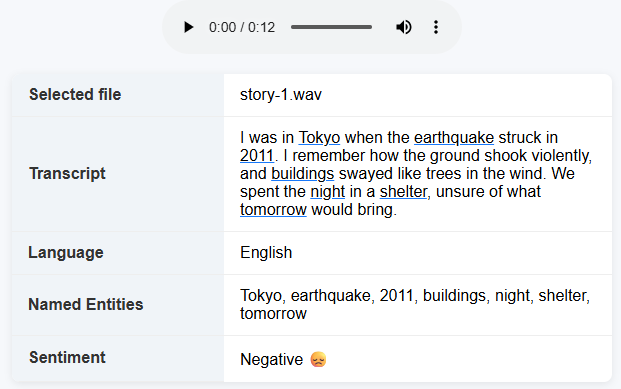 0:00 / 0:12
Selected file
story-1.wav
Transcript
I was in Tokyo when the earthquake struck in
2011. I remember how the ground shook violently,
and buildings swayed like trees in the wind. We
spent the night in a shelter, unsure of what
tomorrow would bring.
Language
English
Named Entities
Tokyo, earthquake, 2011, buildings, night, shelter,
tomorrow
Sentiment
Negative 😞